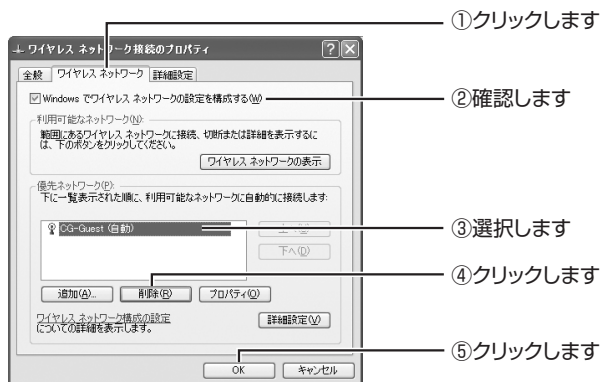 ①クリックします
ワイヤレス ネットワーク接続のプロパティ
全般 ワイヤレス ネットワーク 詳細設定
Windows でワイヤレス ネットワークの設定を構成する(W)
②確認します
利用可能なネットワーク(N):
範囲にあるワイヤレス ネットワークに接続、切断または詳細を表示するに
は、下のボタンをクリックしてください。
ワイヤレス ネットワークの表示
優先ネットワーク(P):
下に一覧表示された順に、利用可能なネットワークに自動的に接続します:
CG-Guest (自動)
③選択します
下へ(D)
④クリックします
追加(A)... 削除(R) プロパティ(O)
ワイヤレス ネットワーク構成の設定
についての詳細を表示します。
詳細設定(V)
⑤クリックします
OK キャンセル